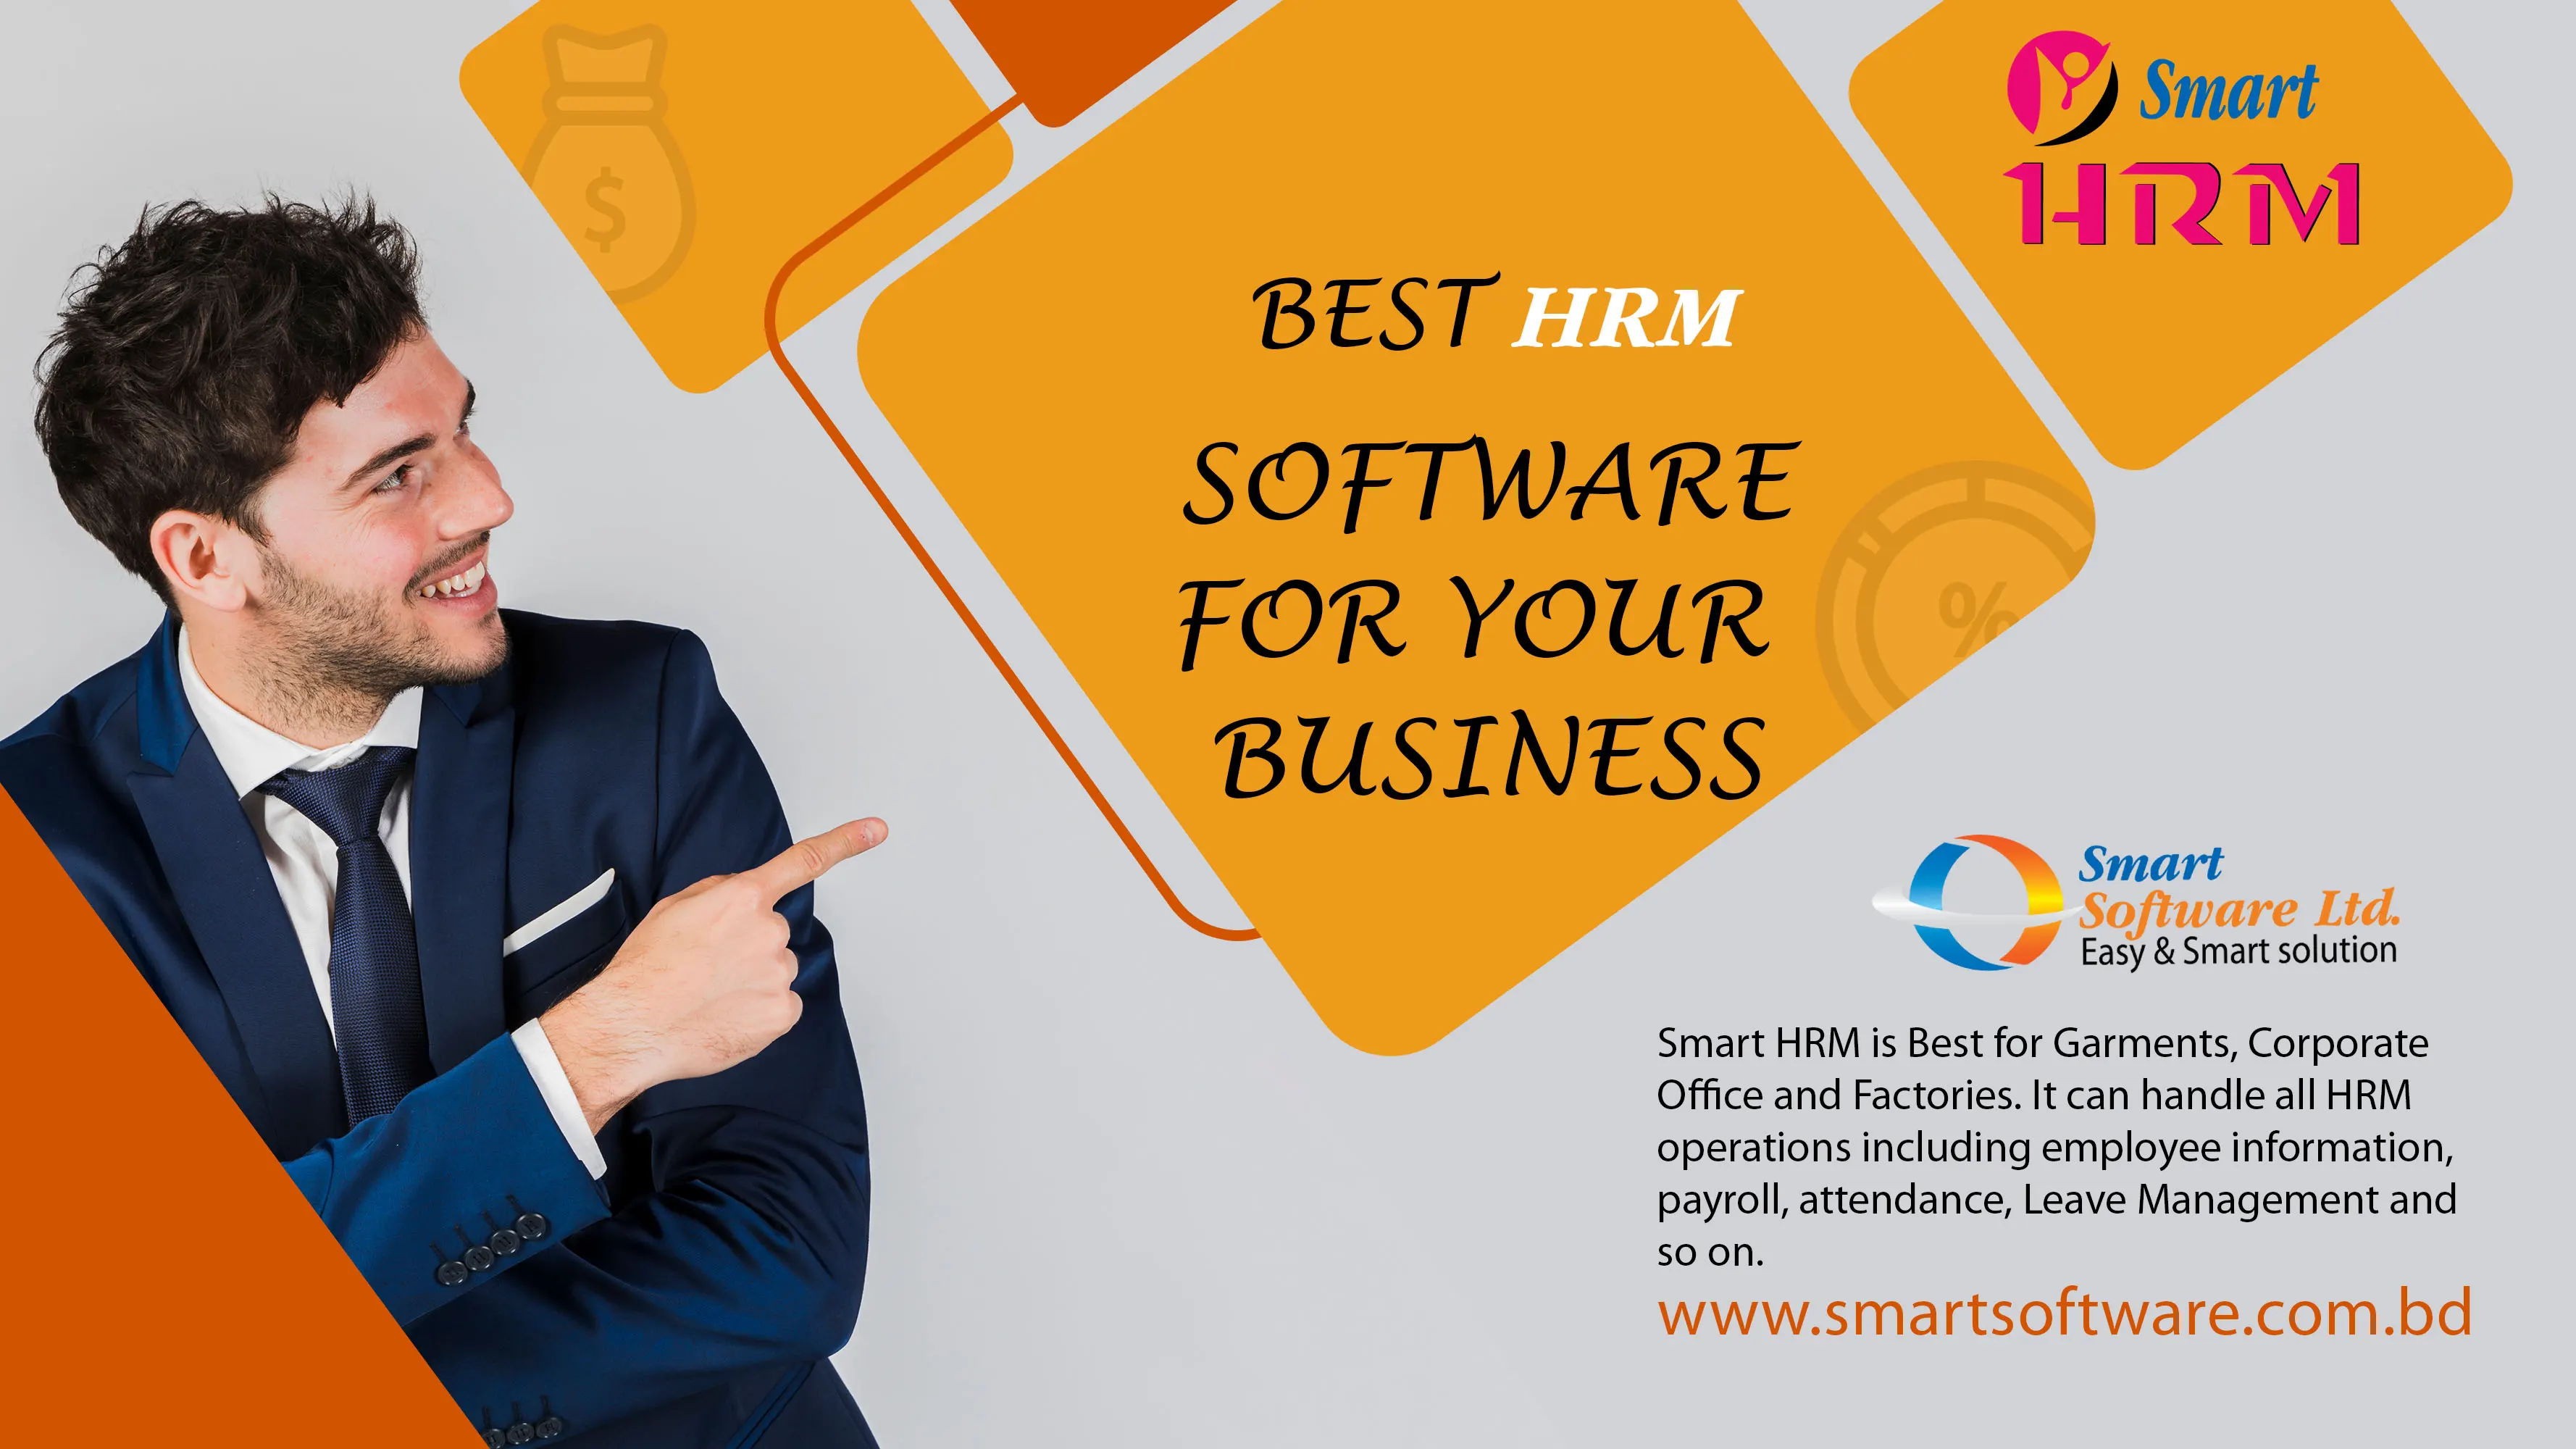 Smart
HRM
BEST HRM
SOFTWARE
FOR YOUR
BUSINESS
$
%
Smart
Software Ltd.
Easy & Smart solution
Smart HRM is Best for Garments, Corporate
Office and Factories. It can handle all HRM
operations including employee information,
payroll, attendance, Leave Management and
so on.
www.smartsoftware.com.bd